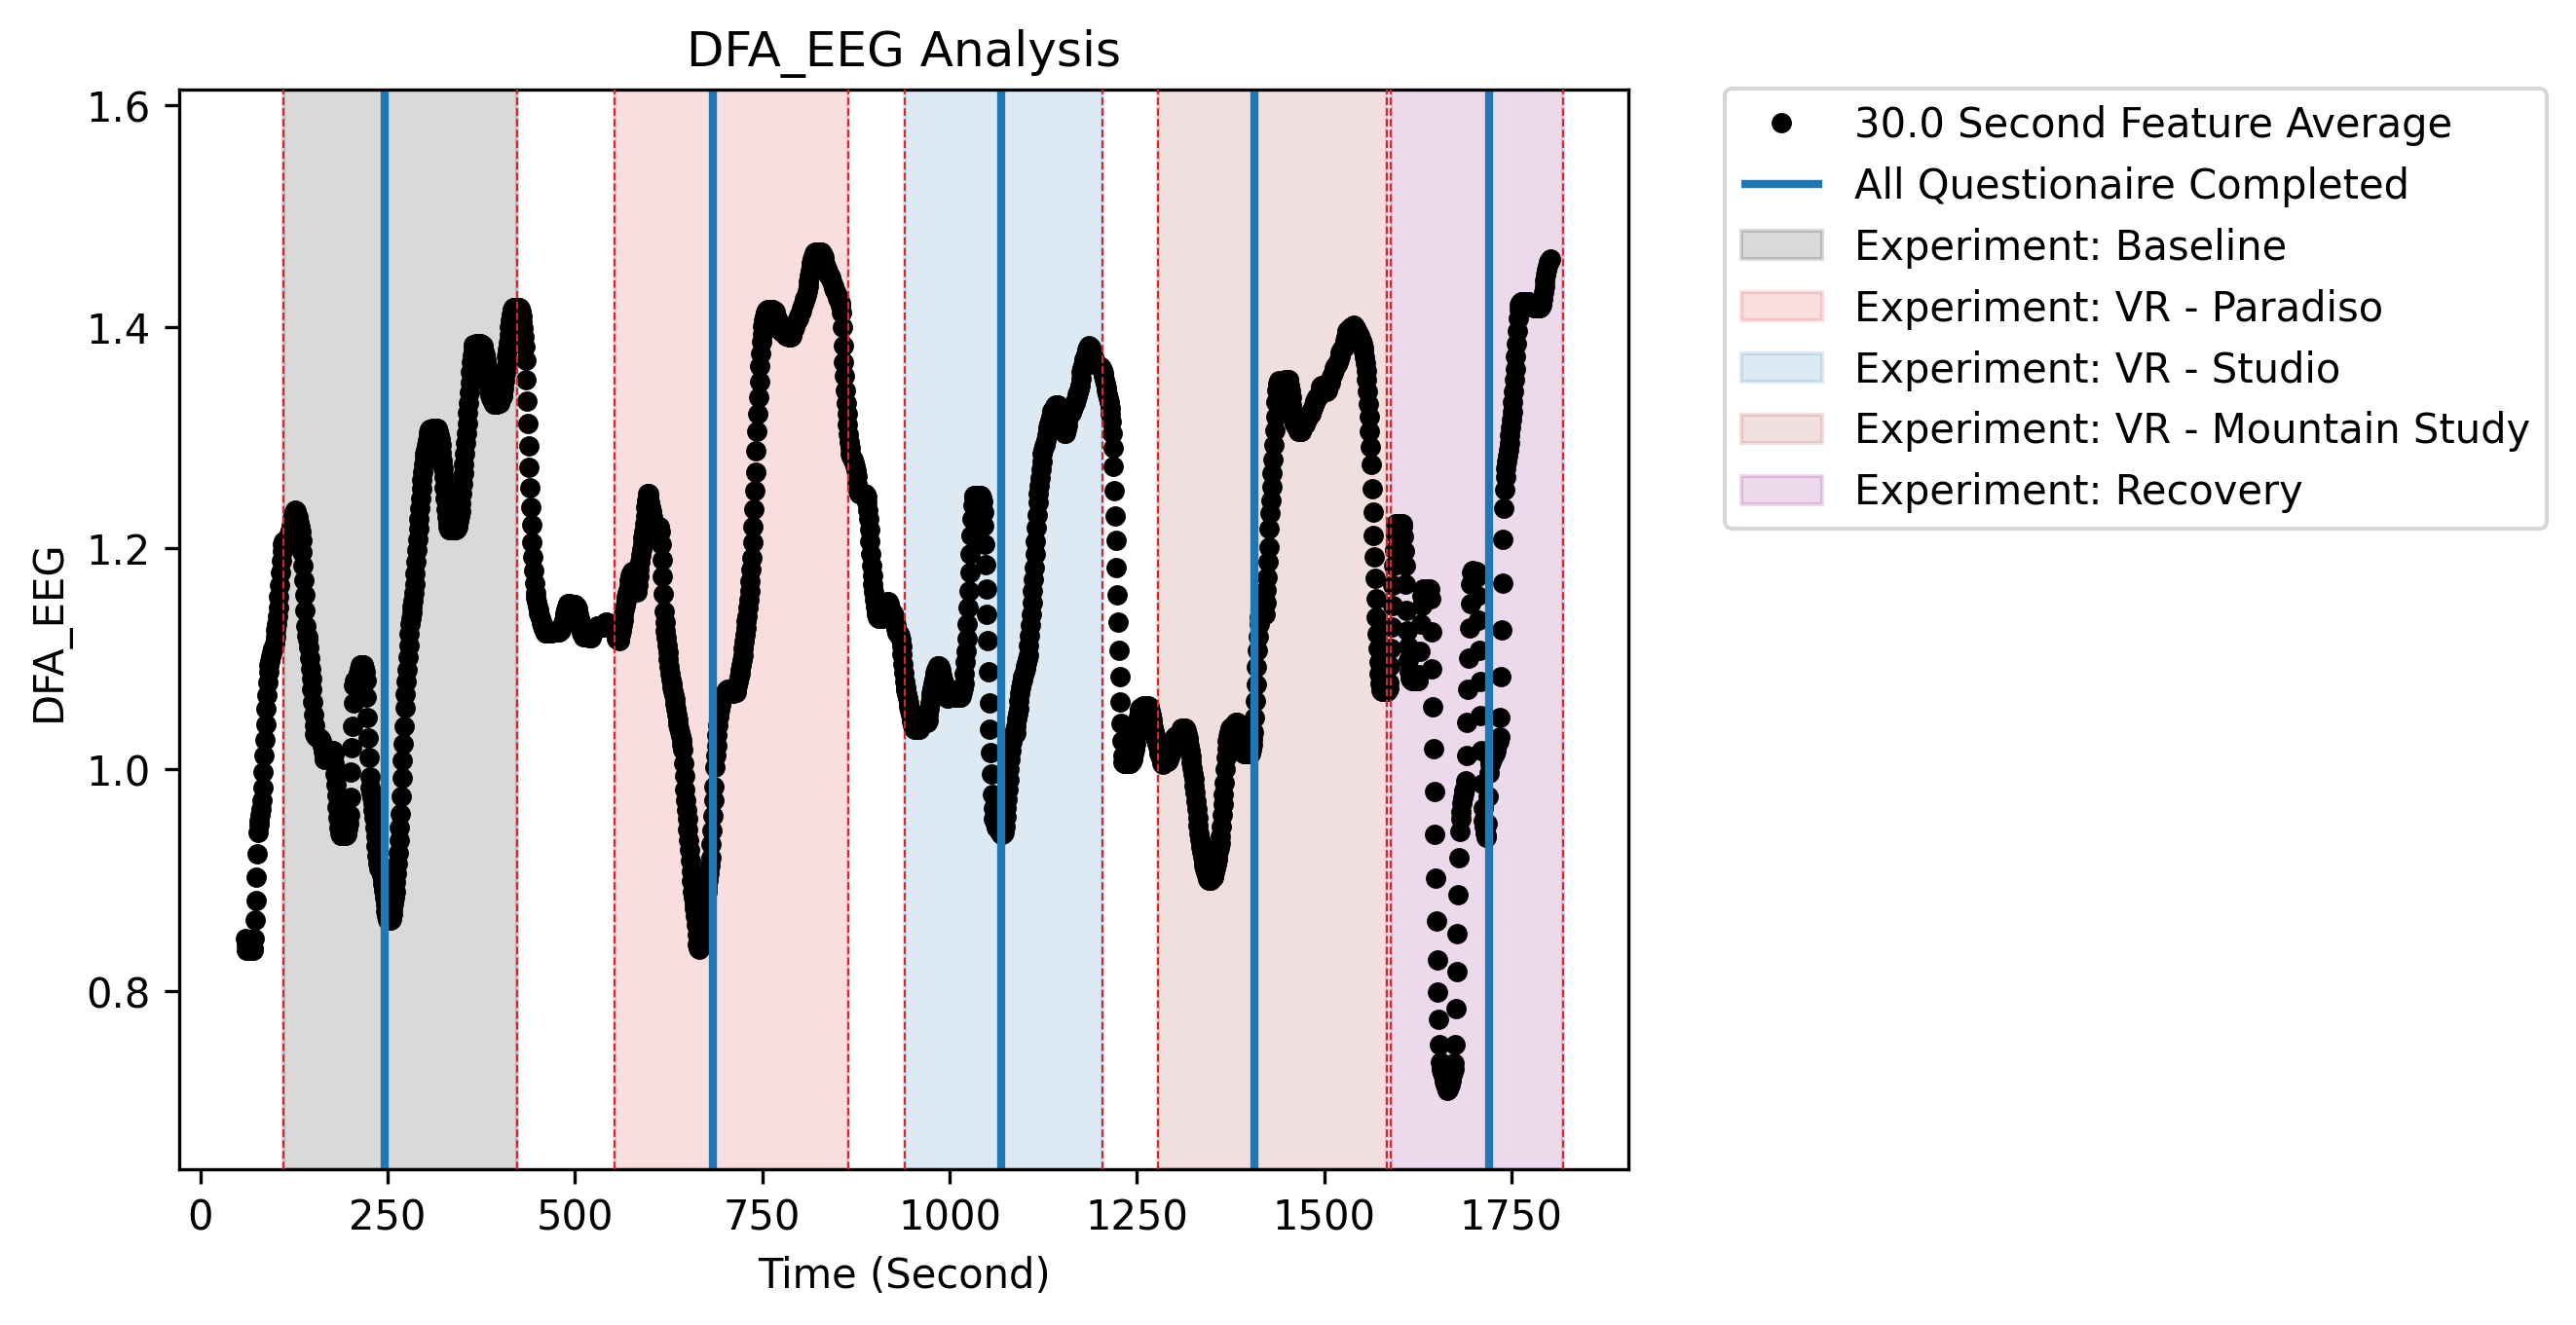 DFA_EEG Analysis
30.0 Second Feature Average
All Questionaire Completed
Experiment: Baseline
Experiment: VR - Paradiso
Experiment: VR - Studio
Experiment: VR - Mountain Study
Experiment: Recovery
1.6
1.4
1.2
1.0
0.8
DFA_EEG
0 250 500 750 1000 1250 1500 1750
Time (Second)